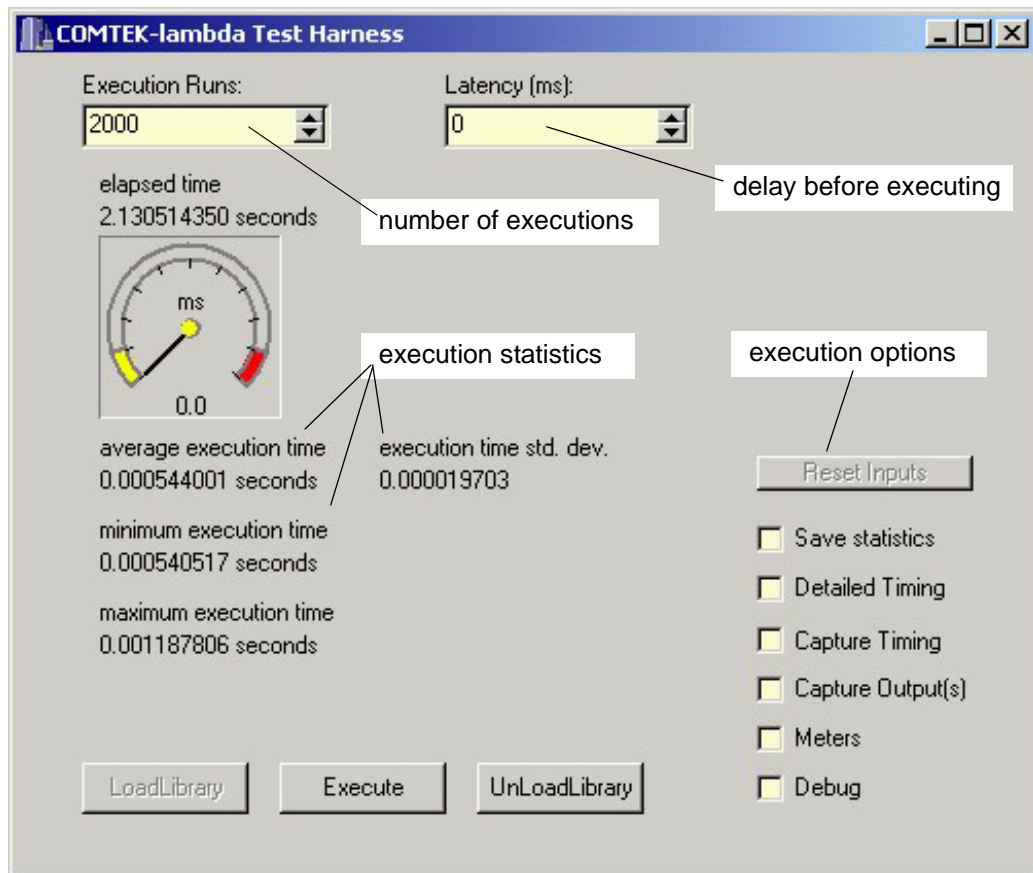 COMTEK-lambda Test Harness
Execution Runs:
Latency (ms):
2000
0
delay before executing
elapsed time
2.130514350 seconds
number of executions
ms
0.0
execution statistics
execution options
average execution time
0.000544001 seconds
execution time std. dev.
0.000019703
Reset Inputs
minimum execution time
0.000540517 seconds
maximum execution time
0.001187806 seconds
Save statistics
Detailed Timing
Capture Timing
Capture Output(s)
Meters
Debug
LoadLibrary
Execute
UnLoadLibrary